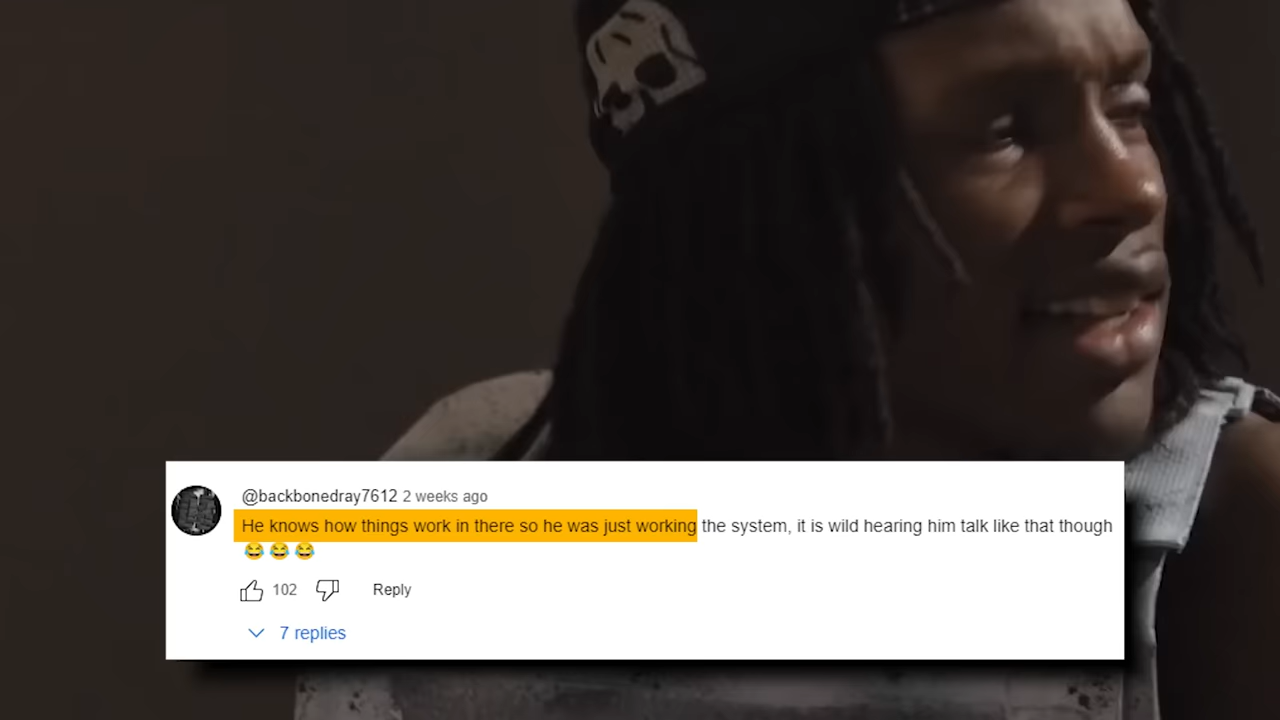 @backbonedray7612 2 weeks ago
He knows how things work in there so he was just working the system, it is wild hearing him talk like that though
😂 😂 😂
102 Reply
7 replies